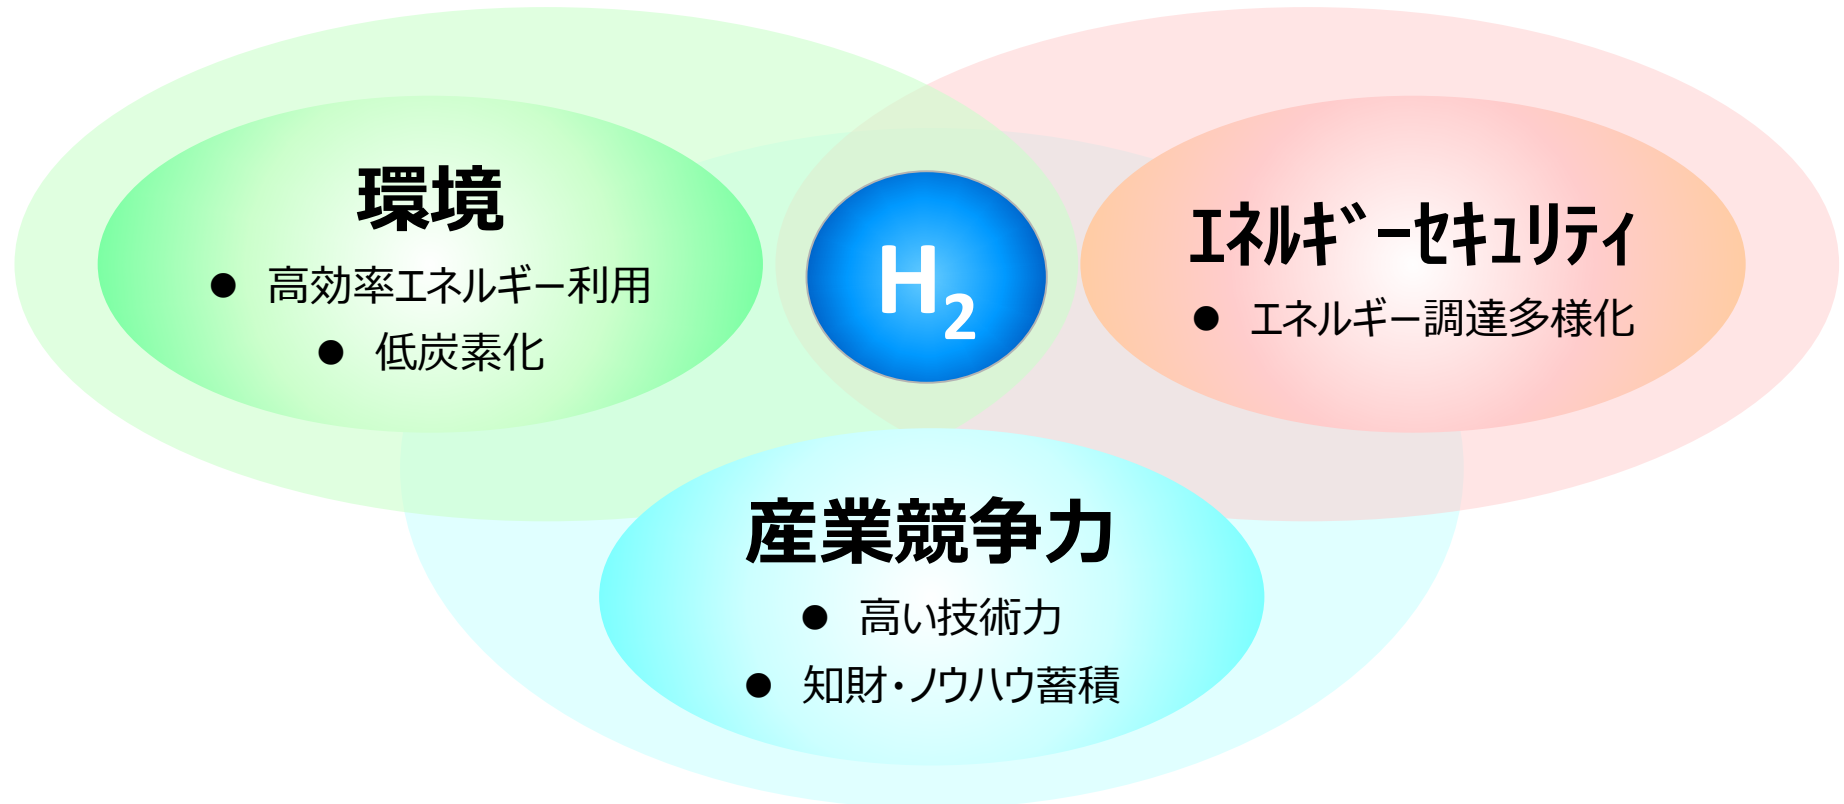 環境
● 高効率エネルギー利用
● 低炭素化
H2
ｴﾈﾙｷﾞｰｾｷｭﾘﾃｨ
● エネルギー調達多様化
産業競争力
● 高い技術力
● 知財・ノウハウ蓄積